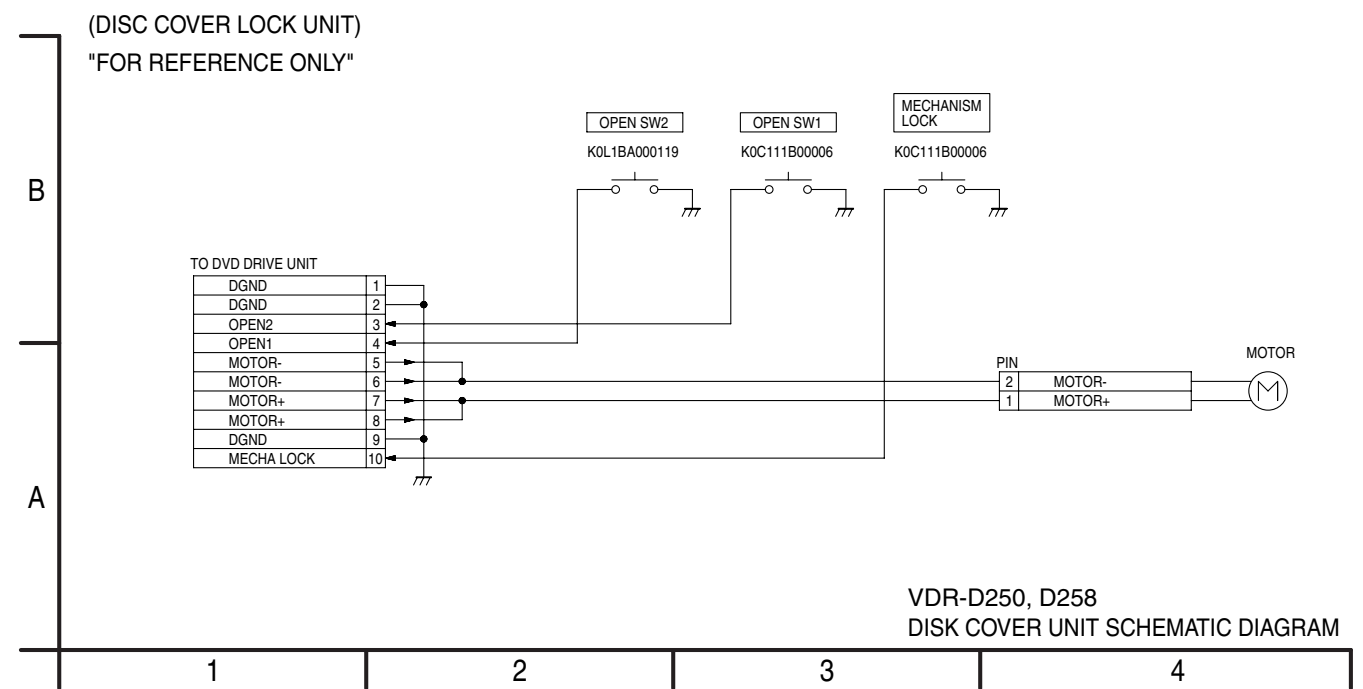 (DISC COVER LOCK UNIT)
"FOR REFERENCE ONLY"
OPEN SW2
OPEN SW1
MECHANISM
LOCK
K0L1BA000119
K0C111B00006
K0C111B00006
B
TO DVD DRIVE UNIT
DGND 1
DGND 2
OPEN2 3
OPEN1 4
MOTOR- 5
MOTOR- 6
MOTOR+ 7
MOTOR+ 8
DGND 9
MECHA LOCK 10
PIN
2 MOTOR-
1 MOTOR+
MOTOR
M
A
VDR-D250, D258
DISK COVER UNIT SCHEMATIC DIAGRAM
1 2 3 4